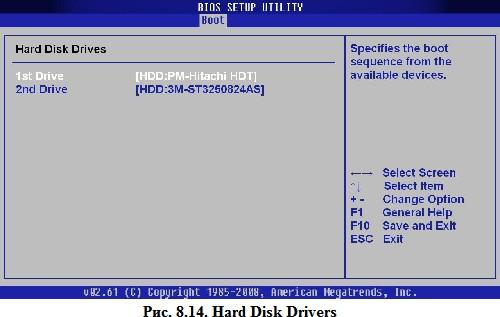 BIOS SETUP UTILITY
Boot
Hard Disk Drives
1st Drive [HDD:PM-Hitachi HDT]
2nd Drive [HDD:3M-ST3250824AS]
Specifies the boot
sequence from the
available devices.
←→ Select Screen
↑↓ Select Item
+ - Change Option
F1 General Help
F10 Save and Exit
ESC Exit
v02.61 (C) Copyright 1985-2008, American Megatrends, Inc.
Рис. 8.14. Hard Disk Drivers